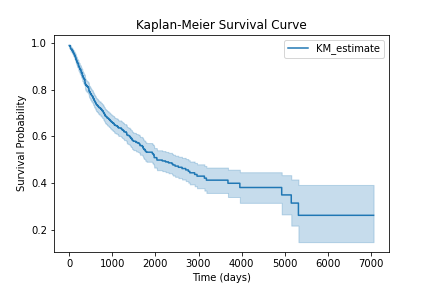 Kaplan-Meier Survival Curve
KM_estimate
Survival Probability
1.0
0.8
0.6
0.4
0.2
0 1000 2000 3000 4000 5000 6000 7000
Time (days)